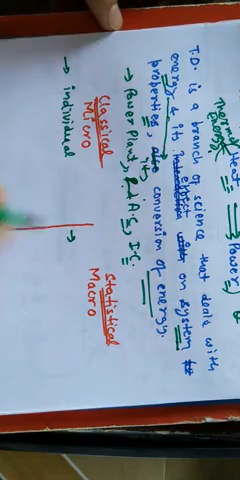 Thermal Heat Power) &
Energy
T.D. is a branch of science that deals with
energy & its effect on system
properties, its conversion of energy.
→ Power Plant, A.C, I.C.
Classical Statistical
Micro Macro
→ individual →